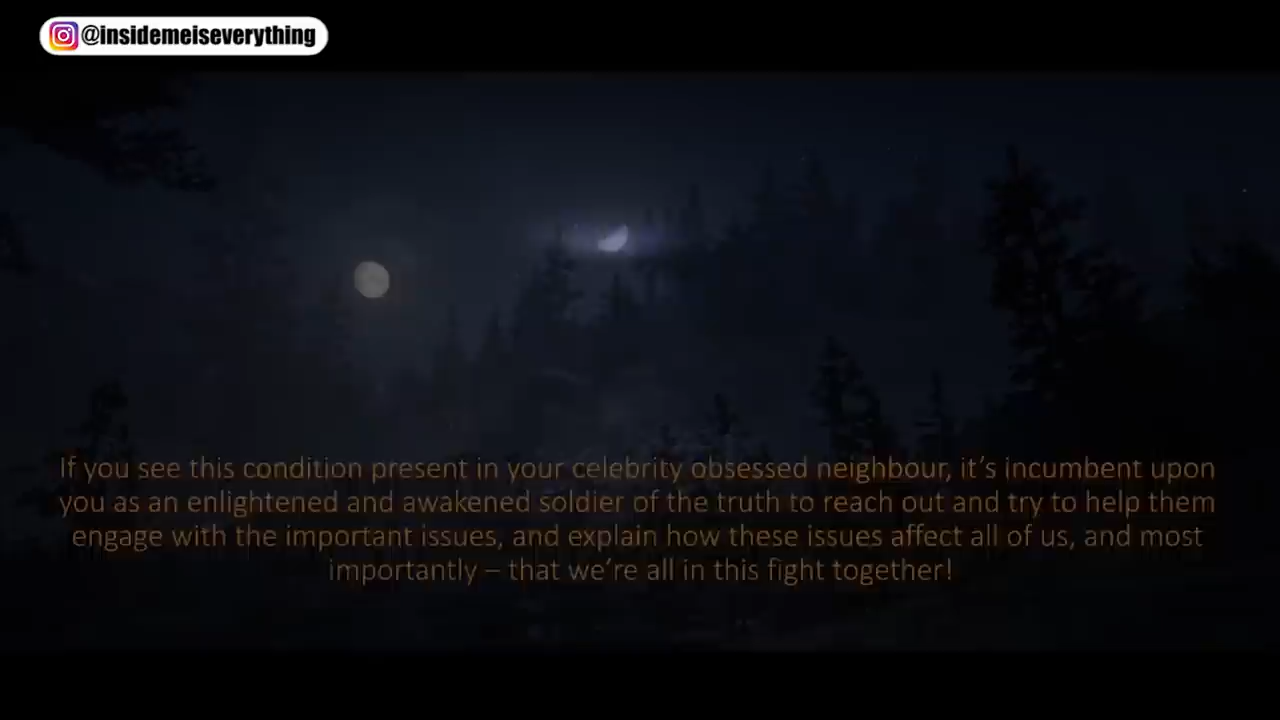 @insidemeiseverything
If you see this condition present in your celebrity obsessed neighbour, it’s incumbent upon
you as an enlightened and awakened soldier of the truth to reach out and try to help them
engage with the important issues, and explain how these issues affect all of us, and most
importantly – that we’re all in this fight together!